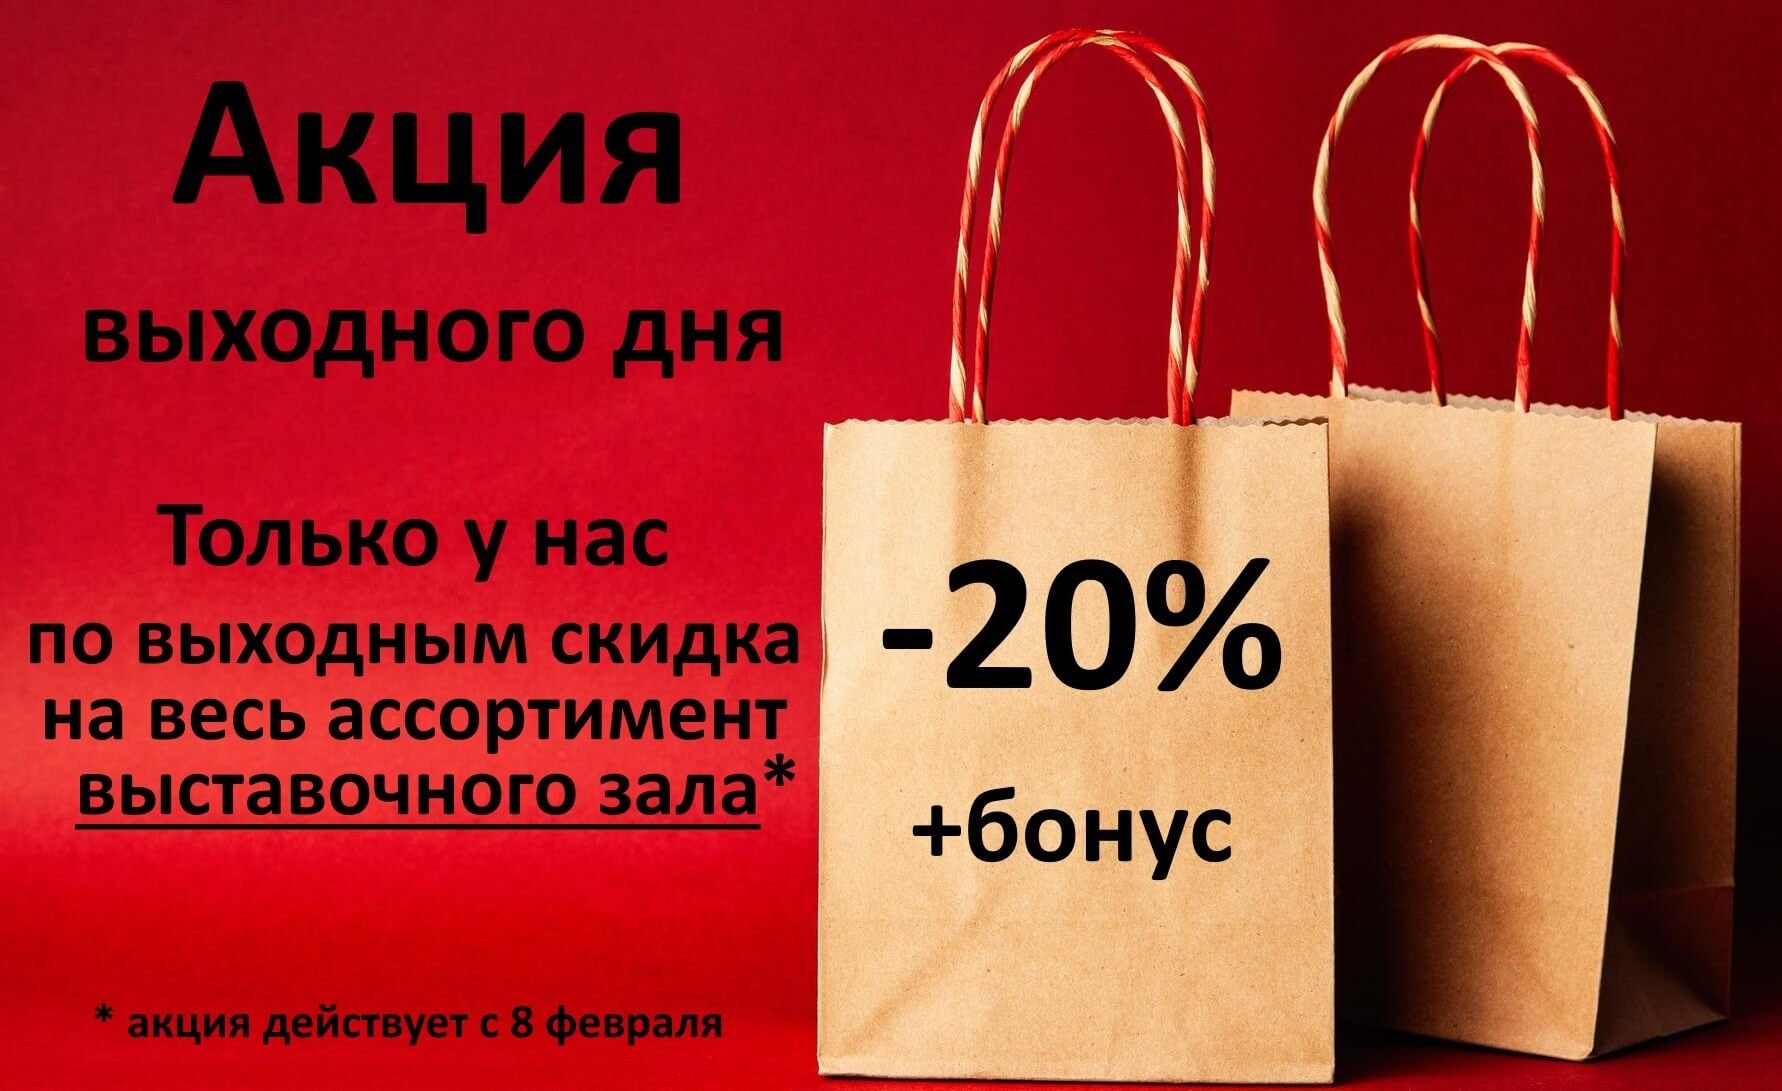 Акция
выходного дня
Только у нас
по выходным скидка
на весь ассортимент
выставочного зала*
* акция действует с 8 февраля
-20%
+бонус